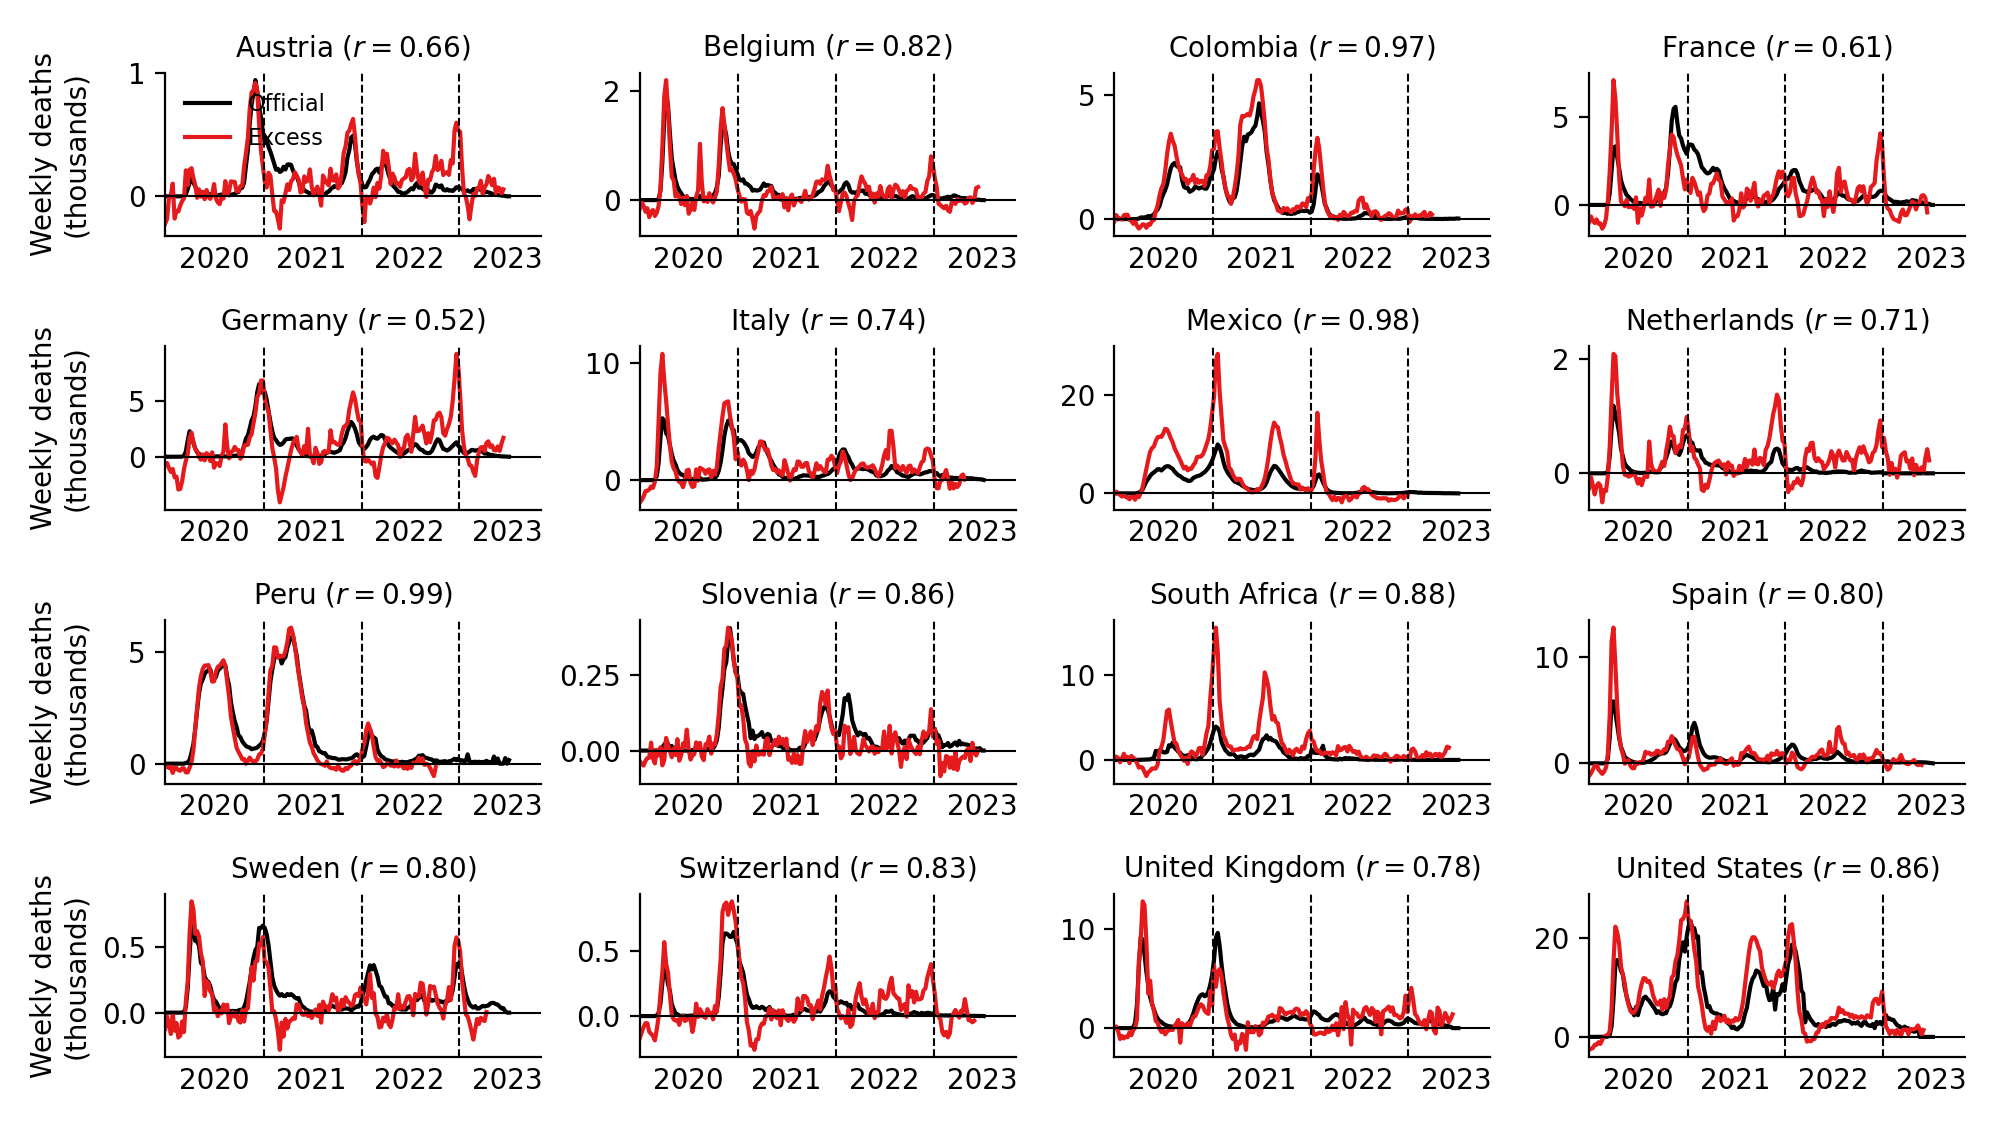 Austria (r = 0.66)
Belgium (r = 0.82)
Colombia (r = 0.97)
France (r = 0.61)
Weekly deaths
(thousands)
1
0
Official
Excess
2
0
5
0
5
0
2020 2021 2022 2023
2020 2021 2022 2023
2020 2021 2022 2023
2020 2021 2022 2023
Germany (r = 0.52)
Italy (r = 0.74)
Mexico (r = 0.98)
Netherlands (r = 0.71)
Weekly deaths
(thousands)
5
0
10
0
20
0
2
0
2020 2021 2022 2023
2020 2021 2022 2023
2020 2021 2022 2023
2020 2021 2022 2023
Peru (r = 0.99)
Slovenia (r = 0.86)
South Africa (r = 0.88)
Spain (r = 0.80)
Weekly deaths
(thousands)
5
0
0.25
0.00
10
0
10
0
2020 2021 2022 2023
2020 2021 2022 2023
2020 2021 2022 2023
2020 2021 2022 2023
Sweden (r = 0.80)
Switzerland (r = 0.83)
United Kingdom (r = 0.78)
United States (r = 0.86)
Weekly deaths
(thousands)
0.5
0.0
0.5
0.0
10
0
20
0
2020 2021 2022 2023
2020 2021 2022 2023
2020 2021 2022 2023
2020 2021 2022 2023